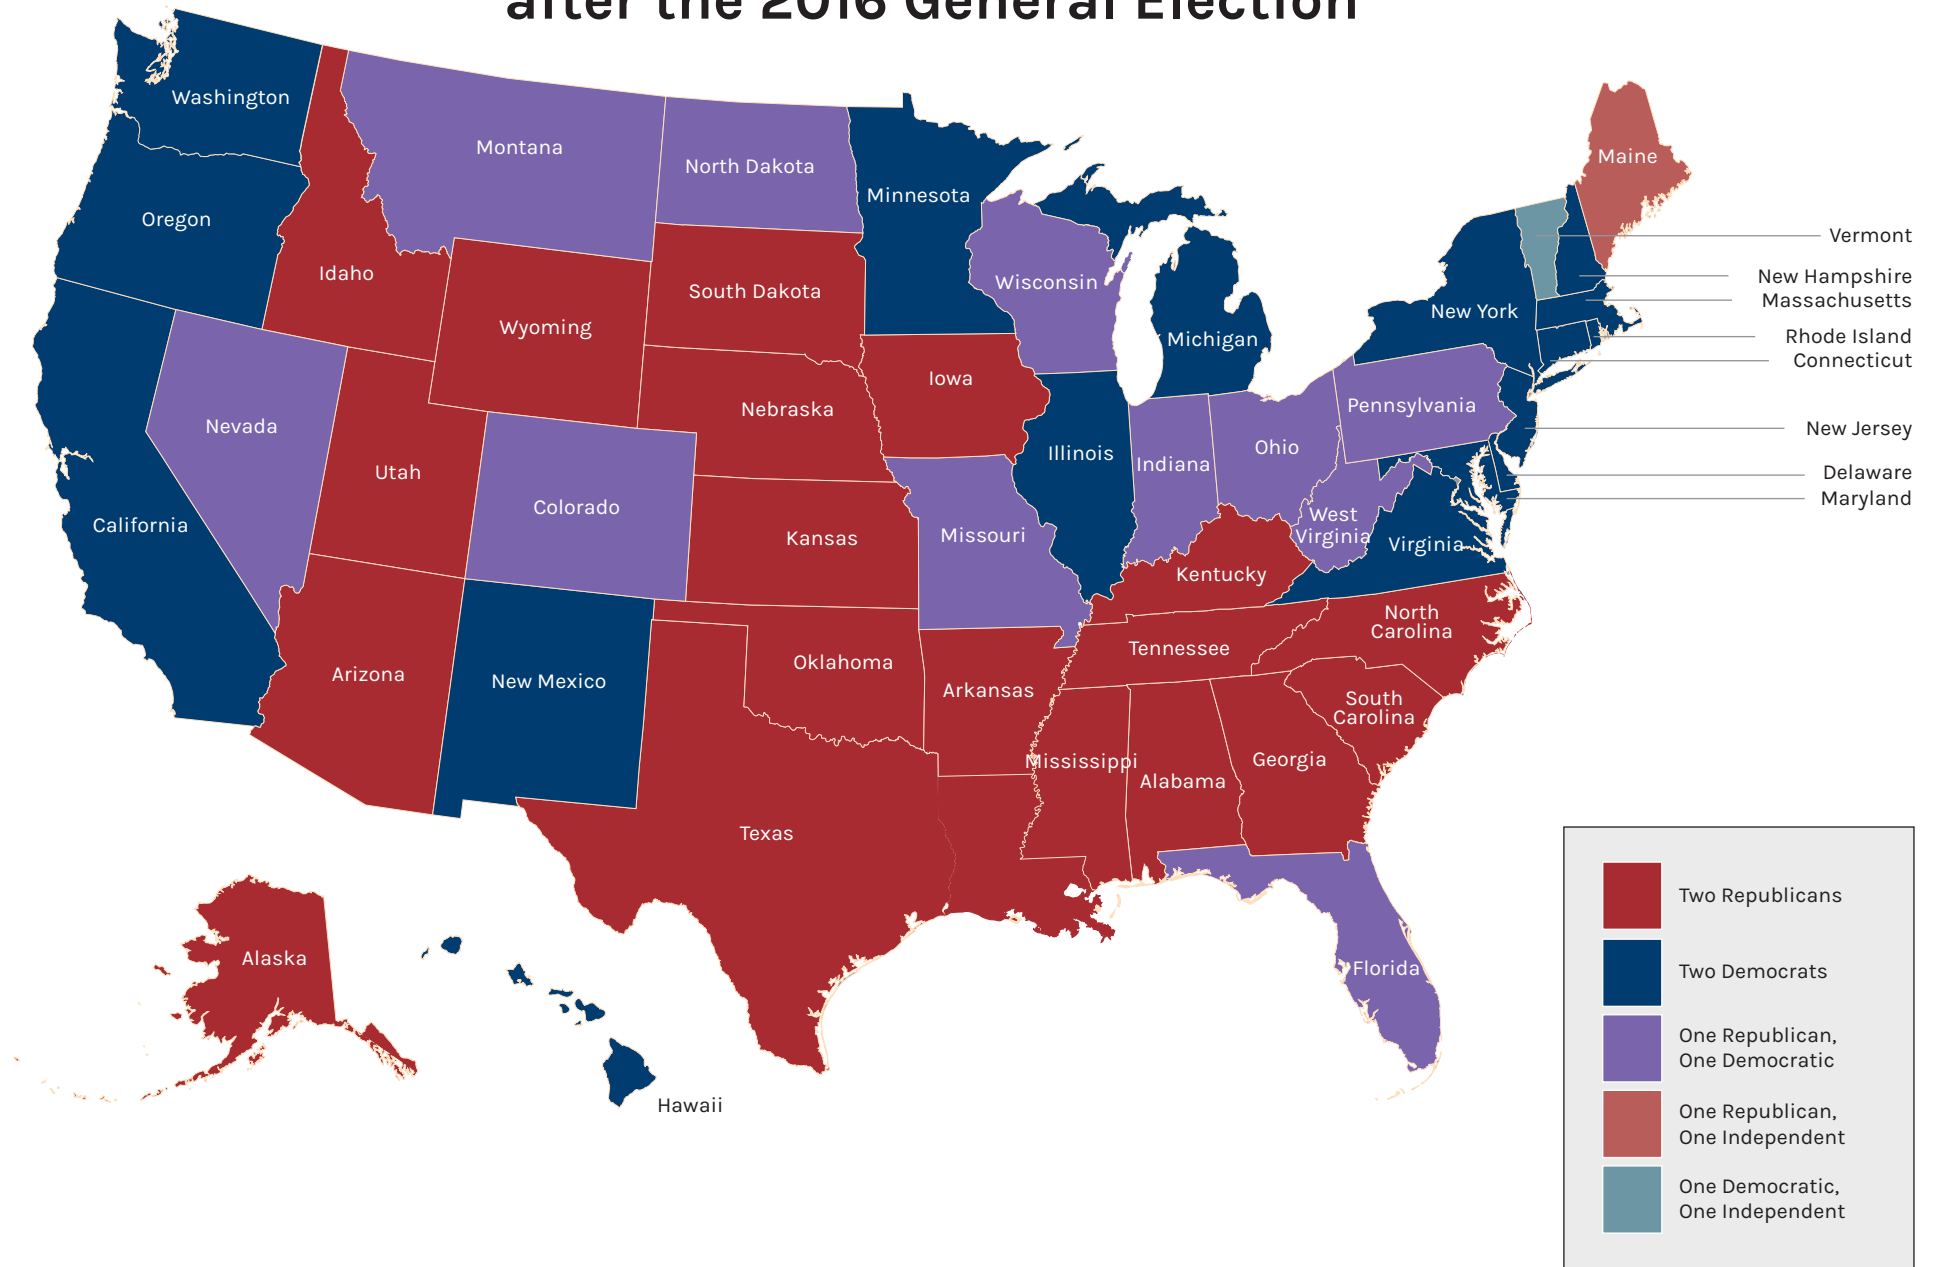 after the 2016 General Election
Washington
Montana
North Dakota
Minnesota
Maine
Oregon
Idaho
Vermont
Wisconsin
South Dakota
New Hampshire
Massachusetts
Wyoming
New York
Michigan
Rhode Island
Connecticut
Iowa
Nebraska
Pennsylvania
Nevada
New Jersey
Ohio
Illinois
Indiana
Utah
Delaware
Maryland
Colorado
West
Virginia
California
Kansas
Missouri
Virginia
Kentucky
North
Carolina
Tennessee
Oklahoma
Arizona
New Mexico
Arkansas
South
Carolina
Mississippi
Georgia
Alabama
Texas
Alaska
Florida
Hawaii
Two Republicans
Two Democrats
One Republican,
One Democratic
One Republican,
One Independent
One Democratic,
One Independent